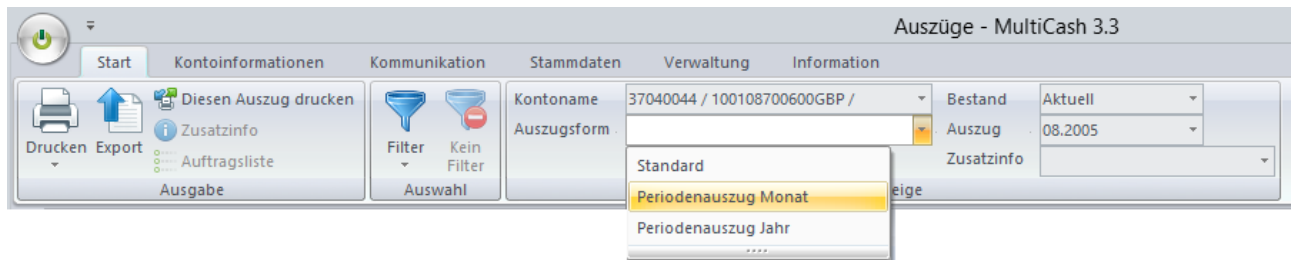 Auszüge - MultiCash 3.3
Start Kontoinformationen Kommunikation Stammdaten Verwaltung Information
Diesen Auszug drucken
Zusatzinfo
Auftragsliste
Drucken Export
Ausgabe
Filter Kein Filter
Auswahl
Kontoname 37040044 / 100108700600GBP / Bestand Aktuell
Auszugsform Auszug 08.2005
Zusatzinfo
Standard
Periodenauszug Monat
Periodenauszug Jahr
eige